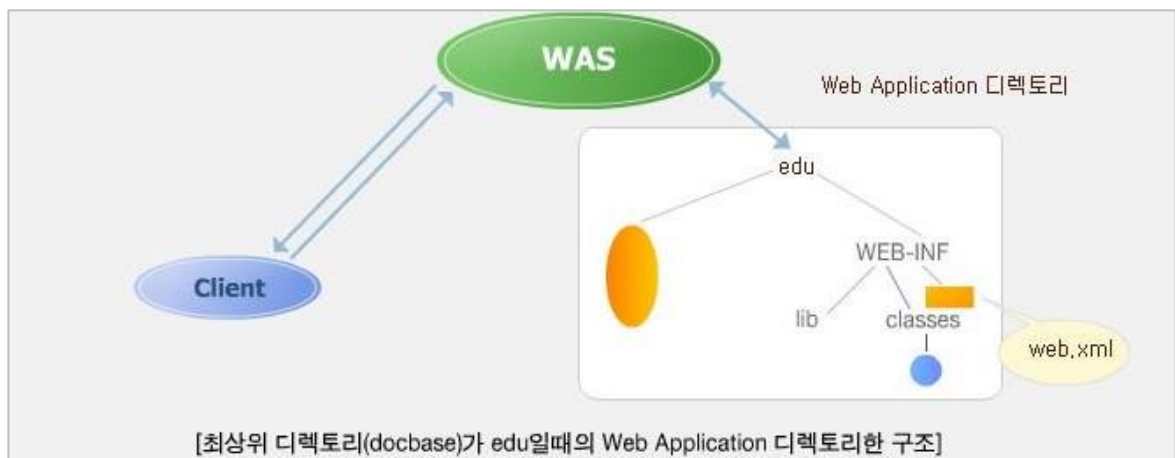 WAS
Web Application 디렉토리
edu
WEB-INF
Client
lib
classes
web.xml
[최상위 디렉토리(docbase)가 edu일때의 Web Application 디렉토리한 구조]